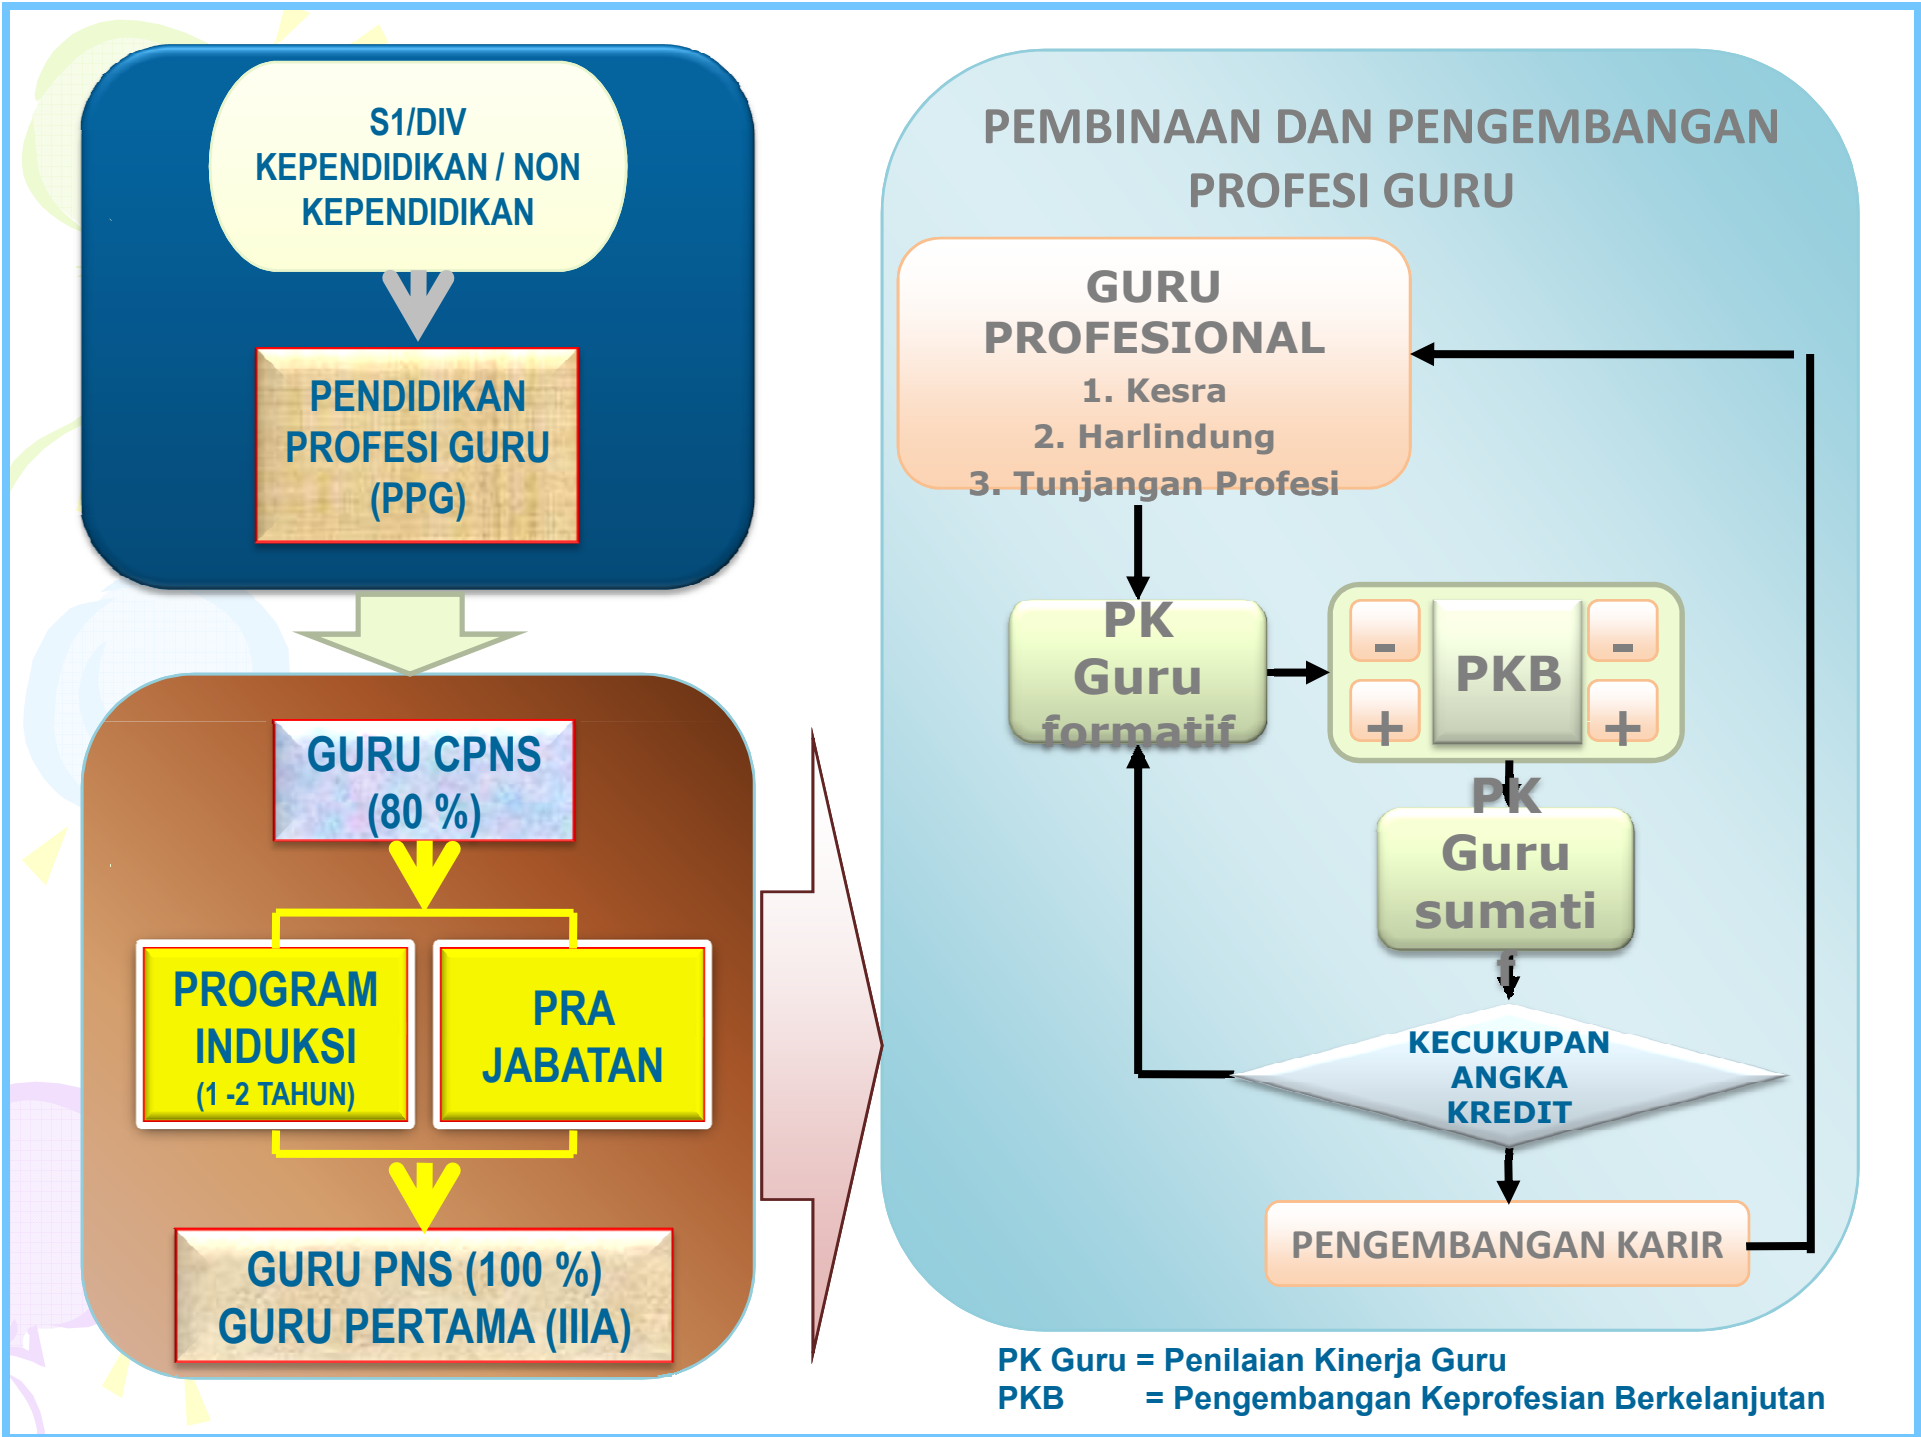 S1/DIV
KEPENDIDIKAN / NON
KEPENDIDIKAN
PENDIDIKAN
PROFESI GURU
(PPG)
GURU CPNS
(80 %)
PROGRAM
INDUKSI
(1 -2 TAHUN)
PRA
JABATAN
GURU PNS (100 %)
GURU PERTAMA (IIIA)
PEMBINAAN DAN PENGEMBANGAN
PROFESI GURU
GURU
PROFESIONAL
1. Kesra
2. Harlindung
3. Tunjangan Profesi
PK
Guru
formatif
-
+
PKB
-
+
PK
Guru
sumati
f
KECUKUPAN
ANGKA
KREDIT
PENGEMBANGAN KARIR
PK Guru = Penilaian Kinerja Guru
PKB = Pengembangan Keprofesian Berkelanjutan